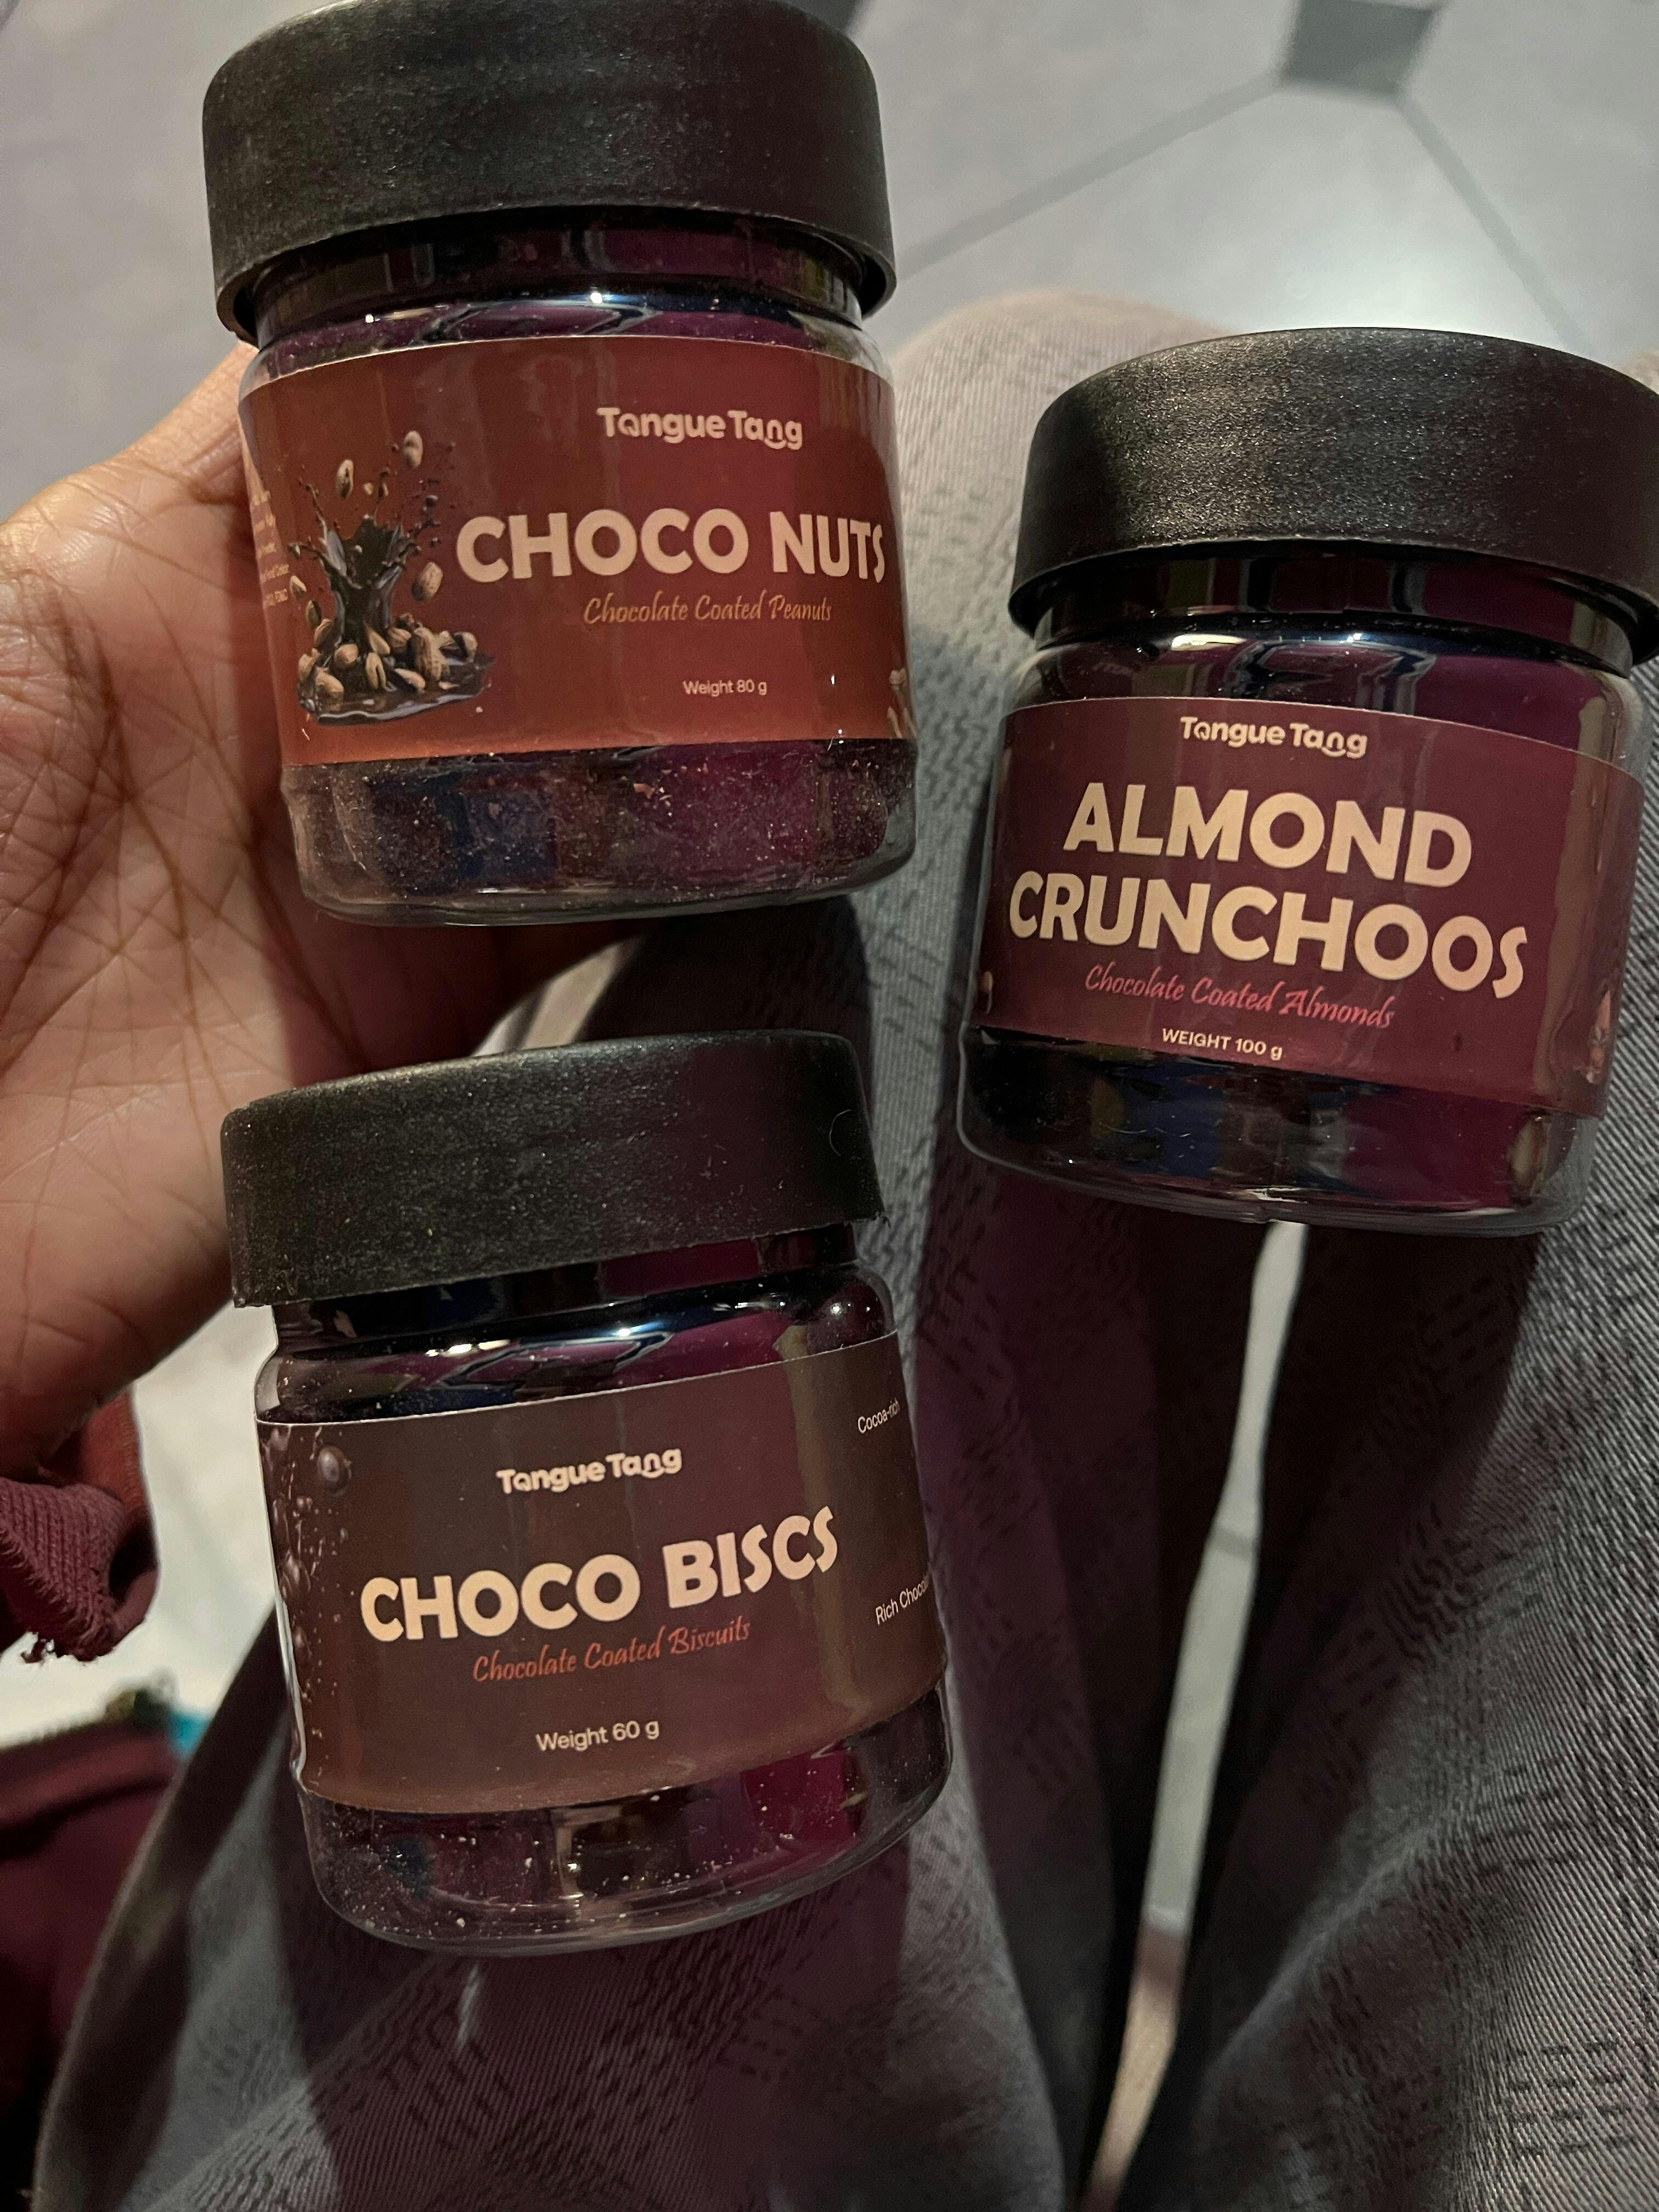 Tongue Tang
CHOCO NUTS
Chocolate Coated Peanuts
Weight 80 g
Tongue Tang
ALMOND
CRUNCHOOS
Chocolate Coated Almonds
WEIGHT 100 g
Tongue Tang
CHOCO BISCS
Chocolate Coated Biscuits
Weight 60 g
Cocoa-rich
Rich